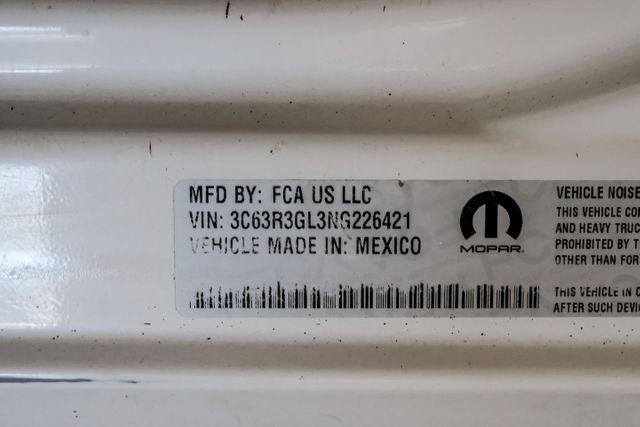 MFD BY: FCA US LLC
VIN: 3C63R3GL3NG226421
VEHICLE MADE IN: MEXICO
MOPAR
VEHICLE NOISE
THIS VEHICLE CO
AND HEAVY TRUC
PROHIBITED BY T
OTHER THAN FOR
THIS VEHICLE IN C
AFTER SUCH DEVI